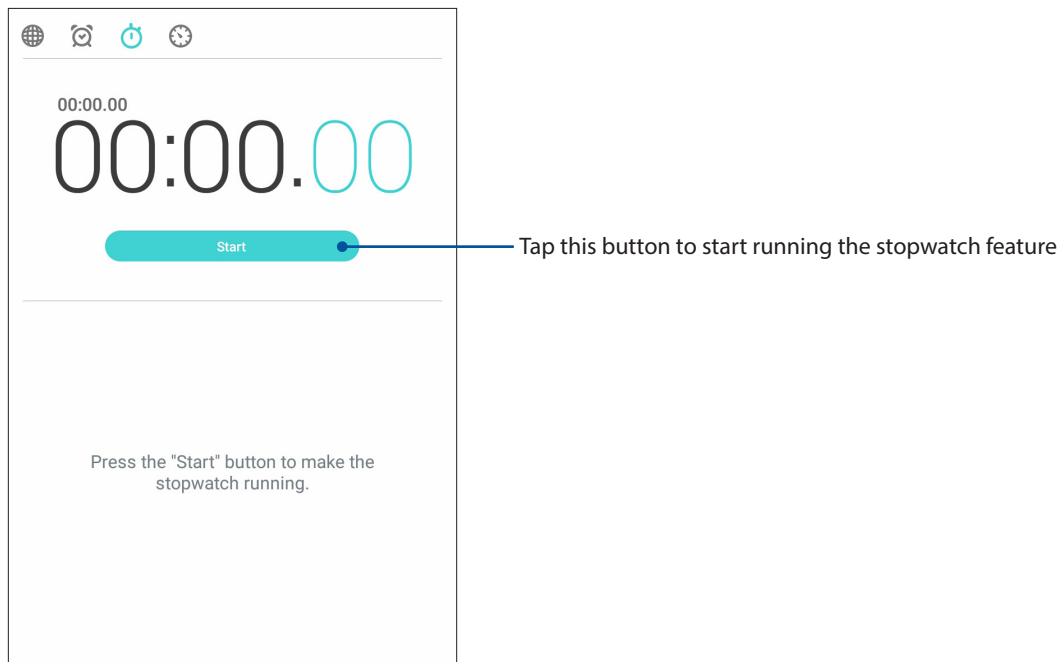 00:00.00
00:00.00
Start
Tap this button to start running the stopwatch feature
Press the "Start" button to make the
stopwatch running.